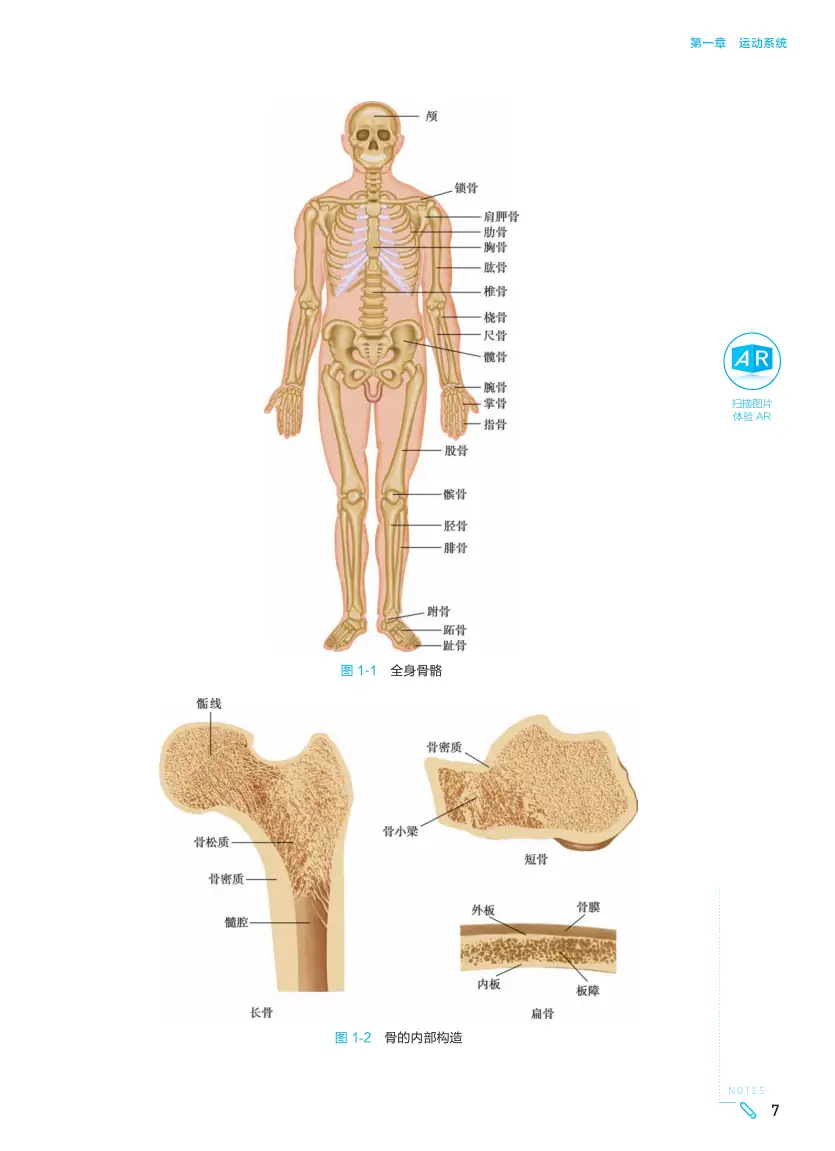 第一章 运动系统
颅
锁骨
肩胛骨
肋骨
胸骨
肱骨
椎骨
桡骨
尺骨
髋骨
腕骨
掌骨
指骨
股骨
髌骨
胫骨
腓骨
跗骨
跖骨
趾骨
AR
扫描图片
体验 AR
图 1-1 全身骨骼
骺线
骨松质
骨密质
髓腔
长骨
骨密质
骨小梁
短骨
外板
骨膜
内板
板障
扁骨
图 1-2 骨的内部构造
NOTES
7